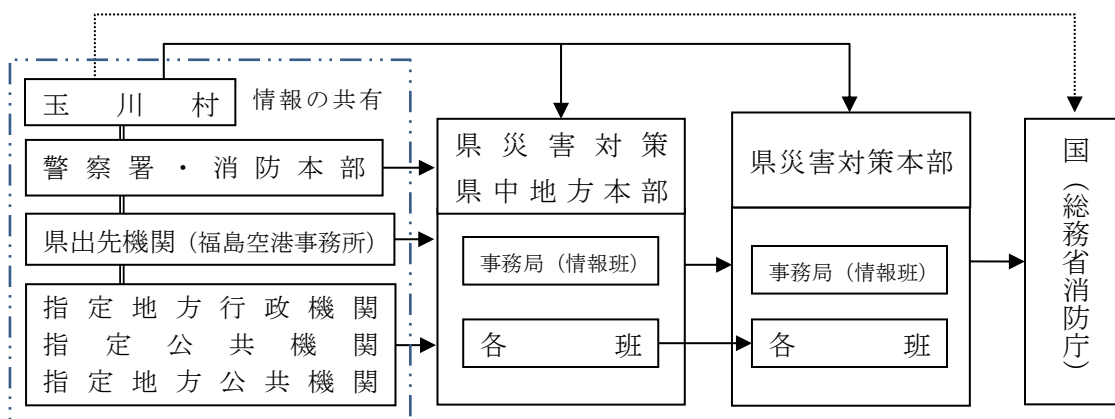 玉川村
情報の共有
警察署・消防本部
県出先機関(福島空港事務所)
指定地方行政機関
指定公共機関
指定地方公共機関
県災害対策
県中地方本部
事務局(情報班)
各班
県災害対策本部
事務局(情報班)
各班
国(総務省消防庁)